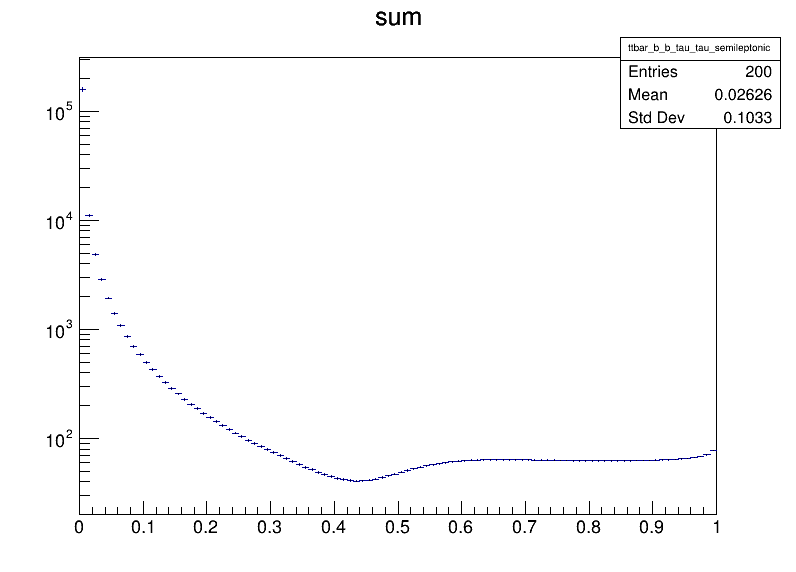 sum
ttbar_b_b_tau_tau_semileptonic
Entries 200
Mean 0.02626
Std Dev 0.1033
10^5
10^4
10^3
10^2
0 0.1 0.2 0.3 0.4 0.5 0.6 0.7 0.8 0.9 1